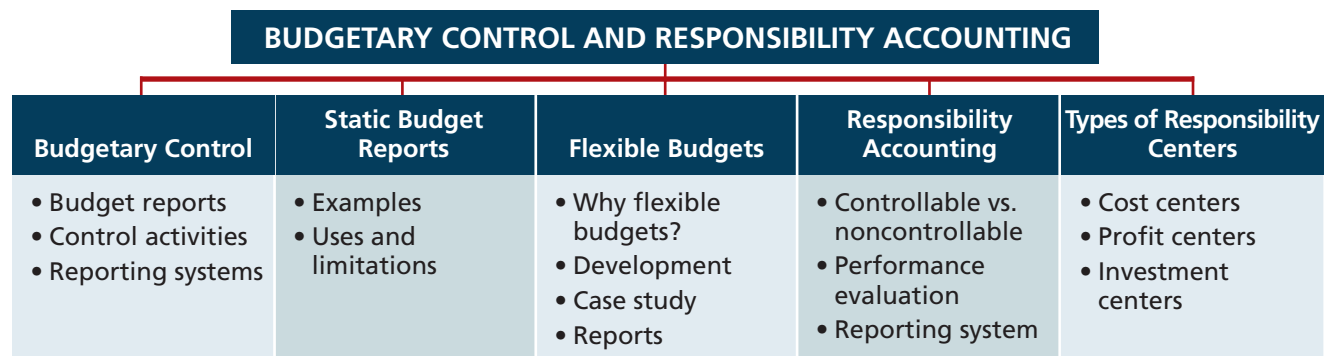 BUDGETARY CONTROL AND RESPONSIBILITY ACCOUNTING
Budgetary Control
• Budget reports
• Control activities
• Reporting systems
Static Budget
Reports
• Examples
• Uses and
limitations
Flexible Budgets
• Why flexible
budgets?
• Development
• Case study
• Reports
Responsibility
Accounting
• Controllable vs.
noncontrollable
• Performance
evaluation
• Reporting system
Types of Responsibility
Centers
• Cost centers
• Profit centers
• Investment
centers